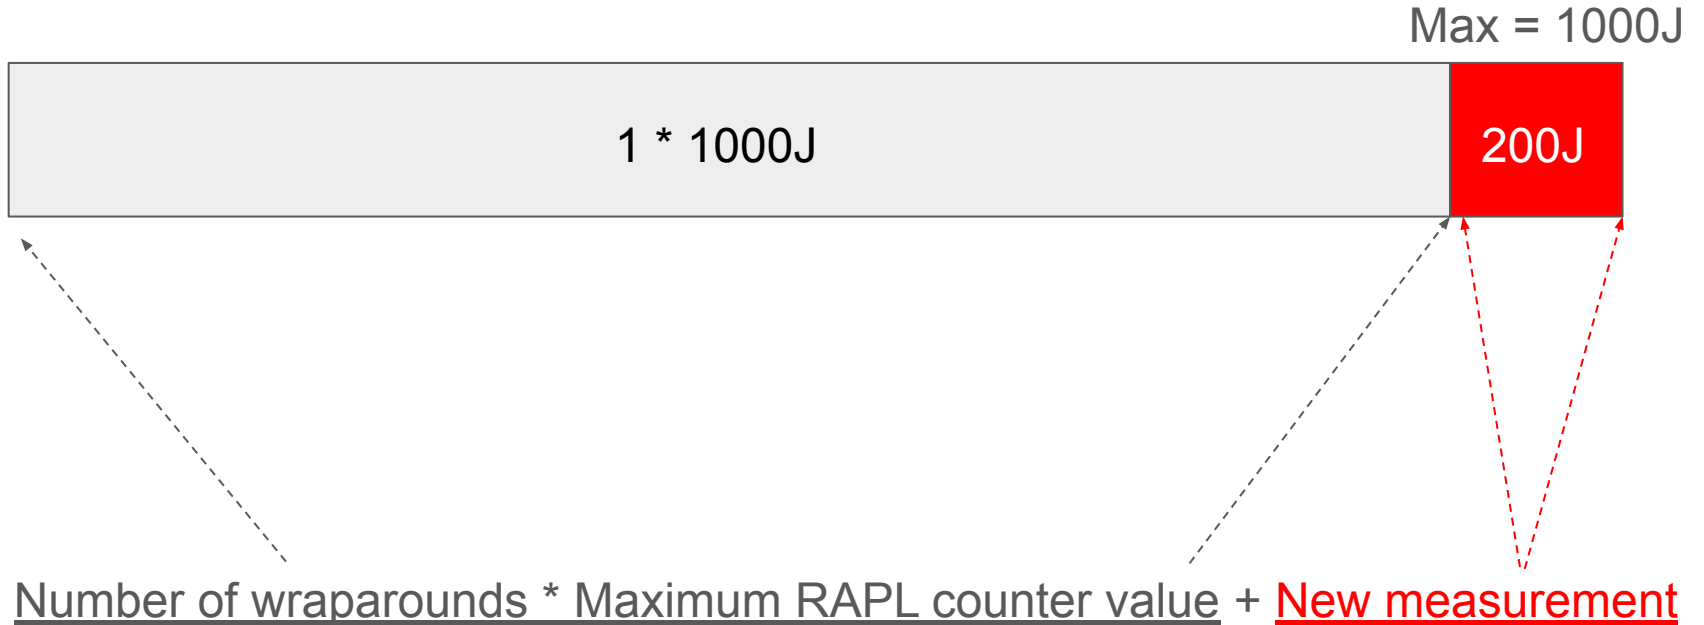 Max = 1000J
1 * 1000J
200J
Number of wraparounds * Maximum RAPL counter value + New measurement